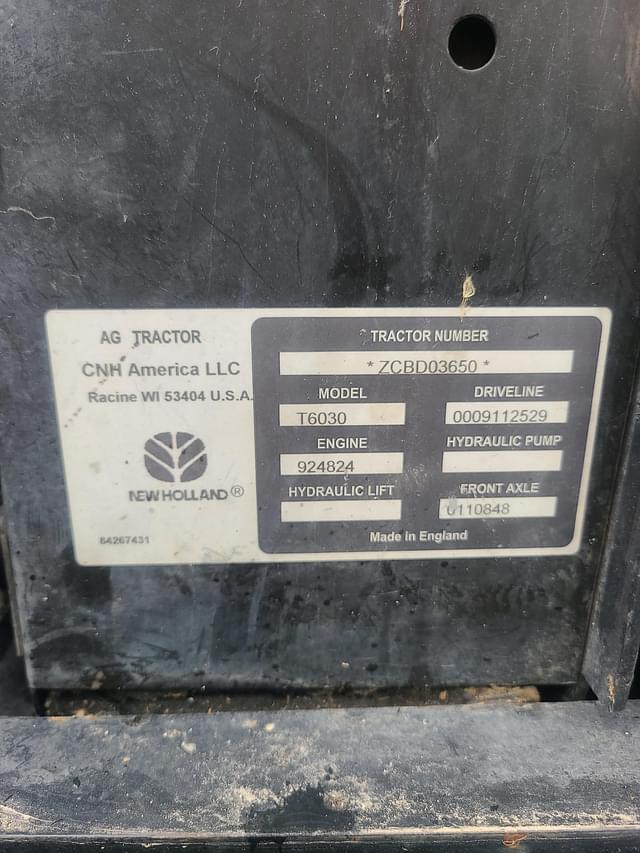 AG TRACTOR
CNH America LLC
Racine WI 53404 U.S.A.
NEW HOLLAND®
84267431
TRACTOR NUMBER
* ZCBD03650 *
MODEL
T6030
DRIVELINE
0009112529
ENGINE
924824
HYDRAULIC PUMP
HYDRAULIC LIFT
FRONT AXLE
0110848
Made in England